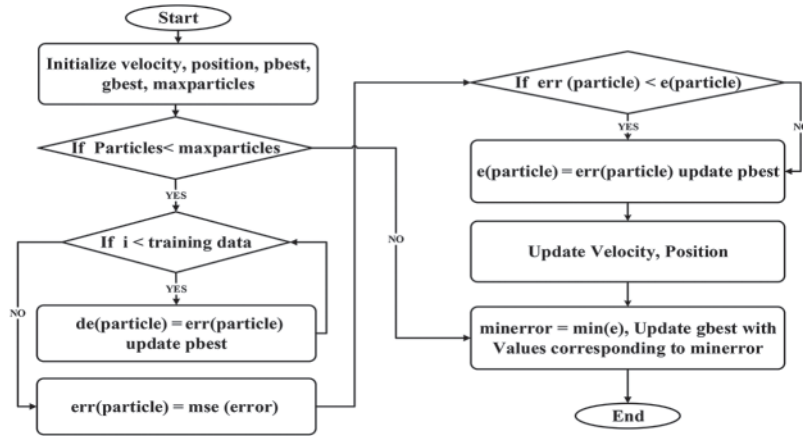 Start
Initialize velocity, position, pbest,
gbest, maxparticles
If Particles< maxparticles
YES
If i < training data
YES
NO
de(particle) = err(particle)
update pbest
err(particle) = mse (error)
NO
If err (particle) < e(particle)
YES
NO
e(particle) = err(particle) update pbest
Update Velocity, Position
minerror = min(e), Update gbest with
Values corresponding to minerror
End